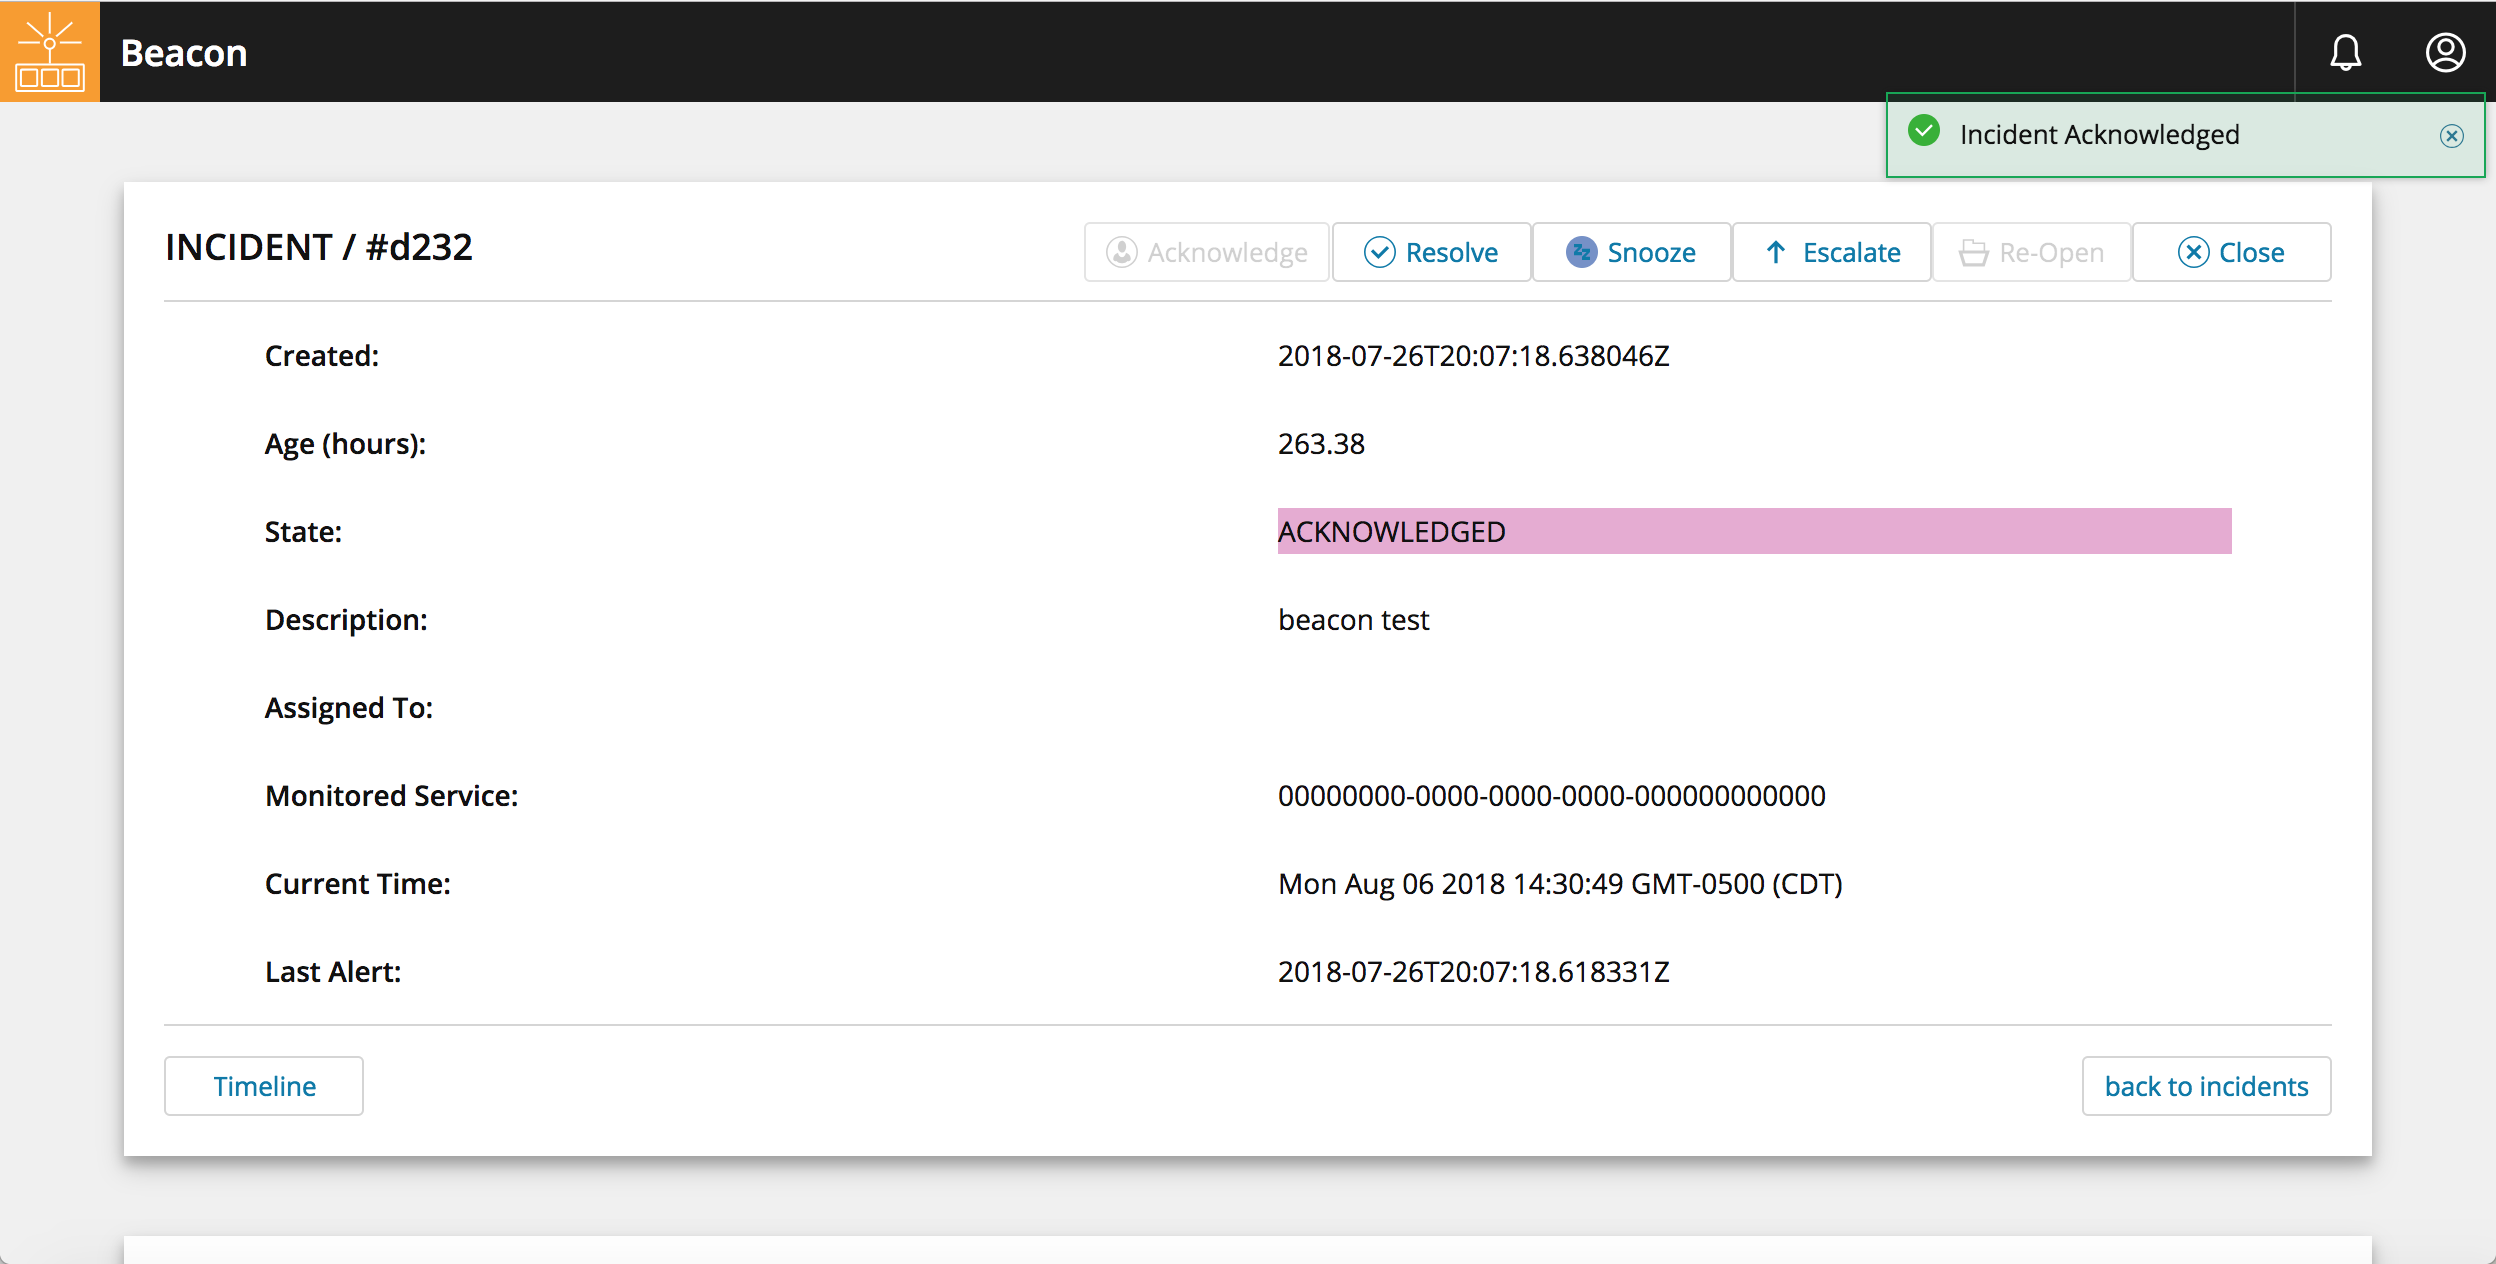 Beacon
Incident Acknowledged
INCIDENT / #d232
Acknowledge Resolve Snooze Escalate Re-Open Close
Created: 2018-07-26T20:07:18.638046Z
Age (hours): 263.38
State: ACKNOWLEDGED
Description: beacon test
Assigned To:
Monitored Service: 00000000-0000-0000-0000-000000000000
Current Time: Mon Aug 06 2018 14:30:49 GMT-0500 (CDT)
Last Alert: 2018-07-26T20:07:18.618331Z
Timeline back to incidents